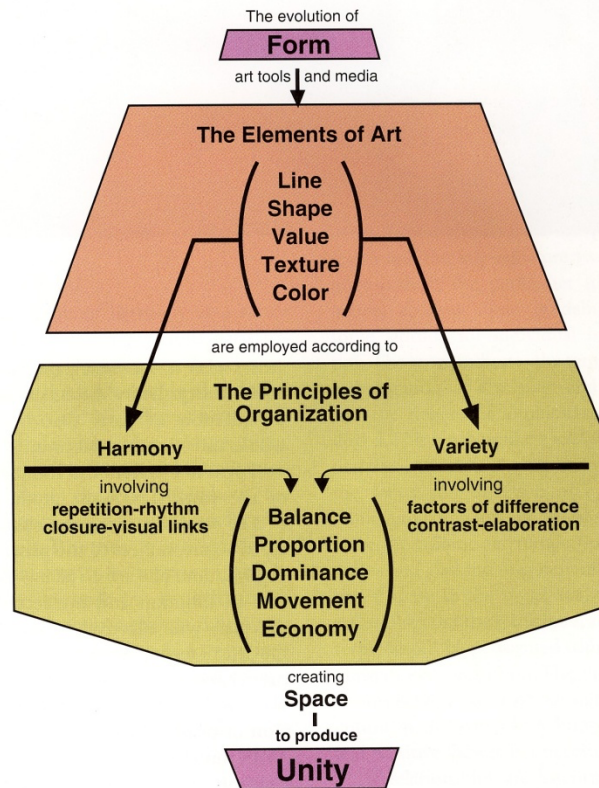 The evolution of
Form
art tools and media
The Elements of Art
Line
Shape
Value
Texture
Color
are employed according to
The Principles of
Organization
Harmony
Variety
involving
repetition-rhythm
closure-visual links
involving
factors of difference
contrast-elaboration
Balance
Proportion
Dominance
Movement
Economy
creating
Space
to produce
Unity